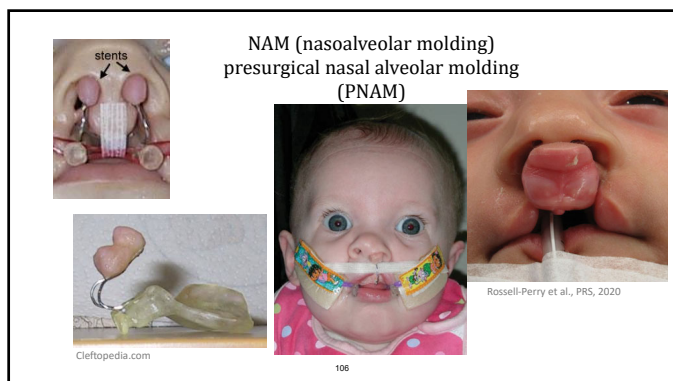 NAM (nasoalveolar molding)
presurgical nasal alveolar molding
(PNAM)
stents
Rossell-Perry et al., PRS, 2020
Cleftopedia.com
106